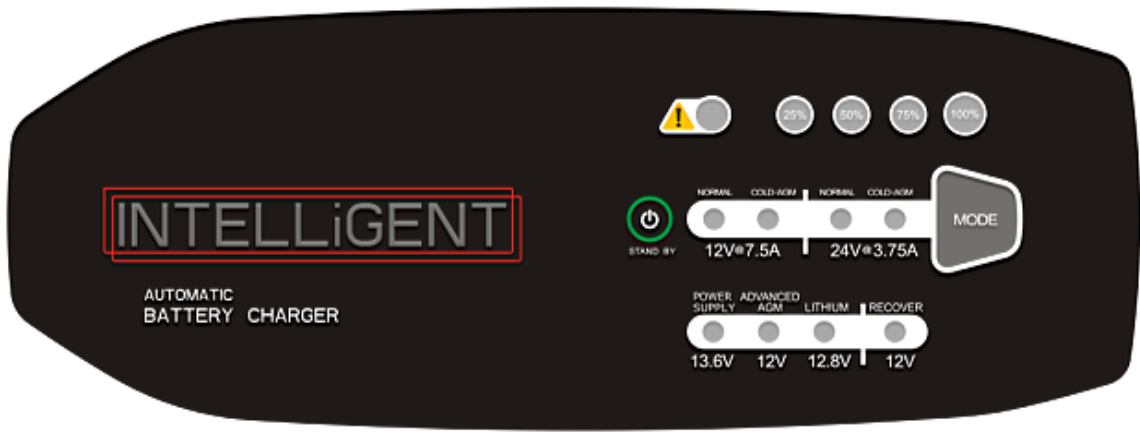 25% 50% 75% 100%
INTELLiGENT
NORMAL COLD-AGM NORMAL COLD-AGM
MODE
STAND BY
12V@7.5A 24V@3.75A
AUTOMATIC
BATTERY CHARGER
POWER SUPPLY ADVANCED AGM LITHIUM RECOVER
13.6V 12V 12.8V 12V